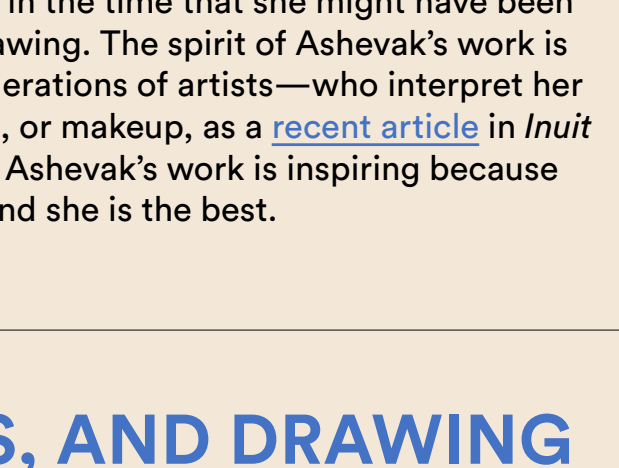 in the time that she might have been
awing. The spirit of Ashevak’s work is
erations of artists—who interpret her
, or makeup, as a recent article in Inuit
Ashevak’s work is inspiring because
nd she is the best.
S, AND DRAWING